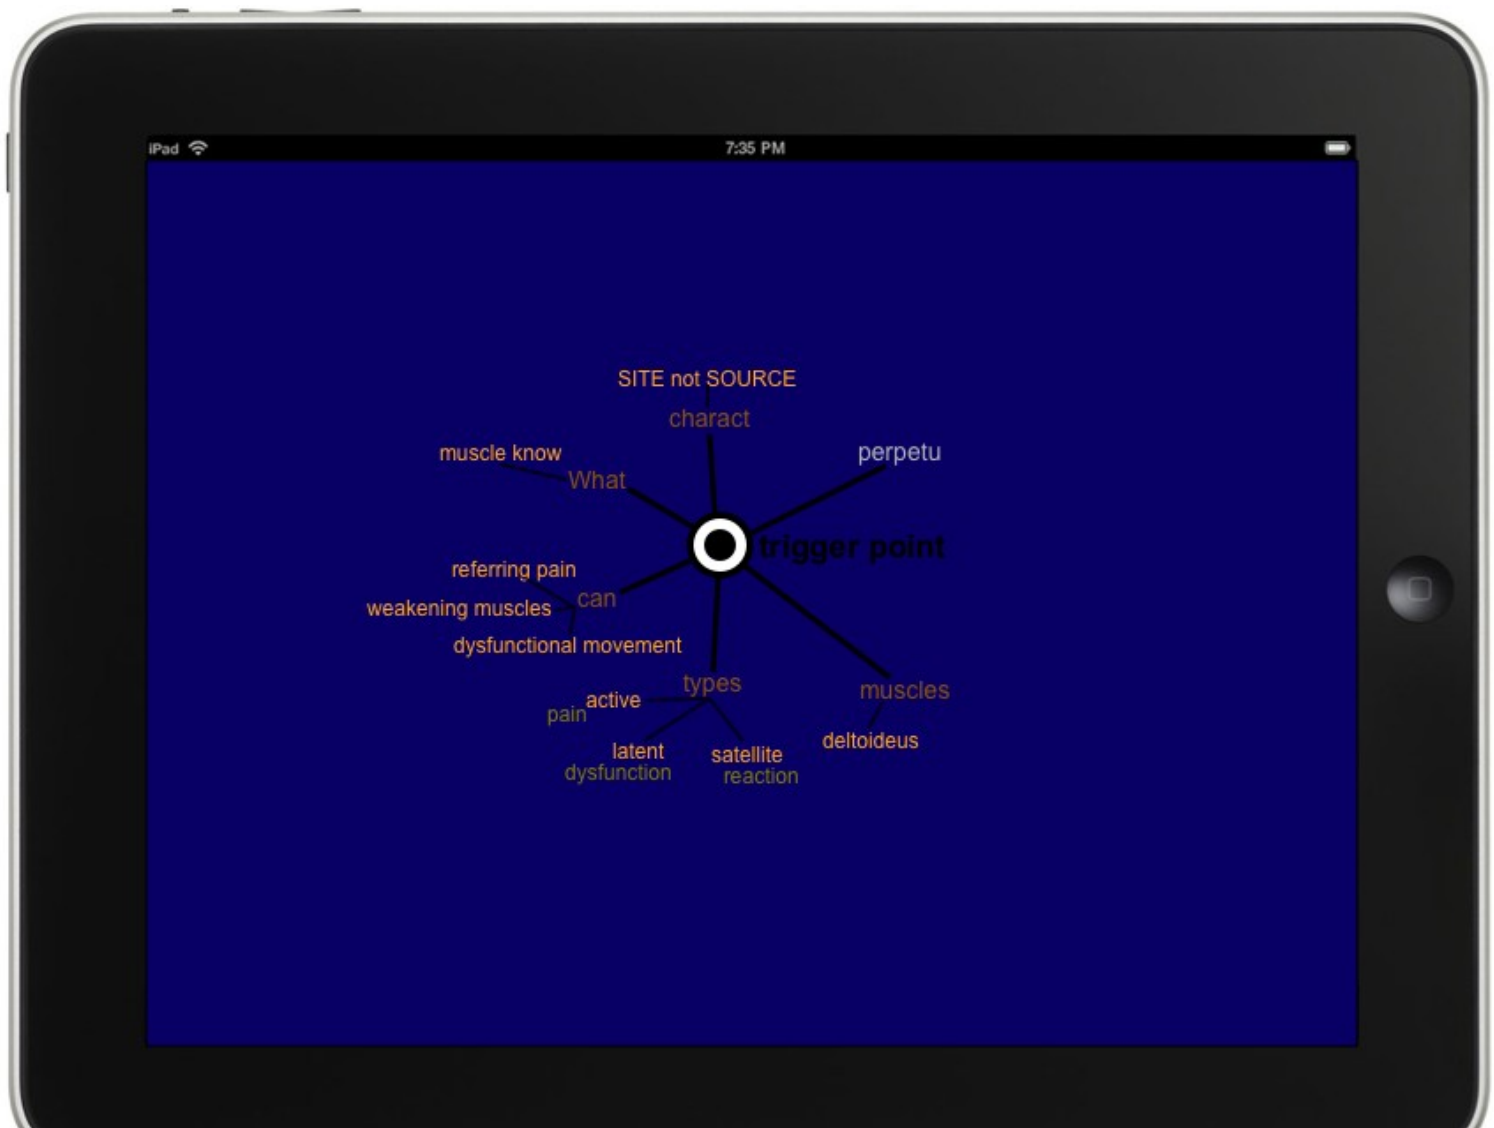 iPad
7:35 PM
SITE not SOURCE
charact
muscle know
What
perpetu
trigger point
referring pain
can
weakening muscles
dysfunctional movement
types
active
pain
latent
dysfunction
satellite
reaction
muscles
deltoideus